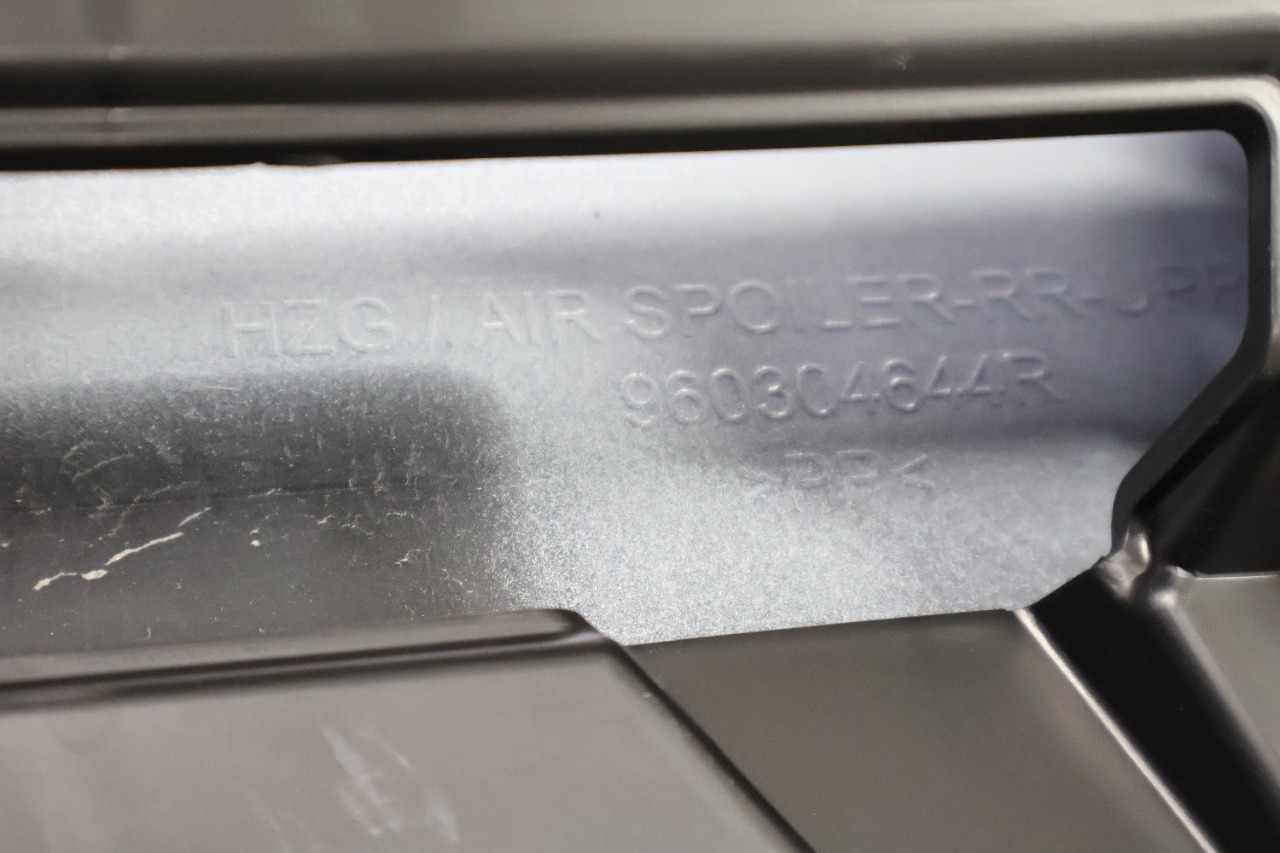 HZG / AIR SPOILER-RR-UPP
960304644R
>PP<